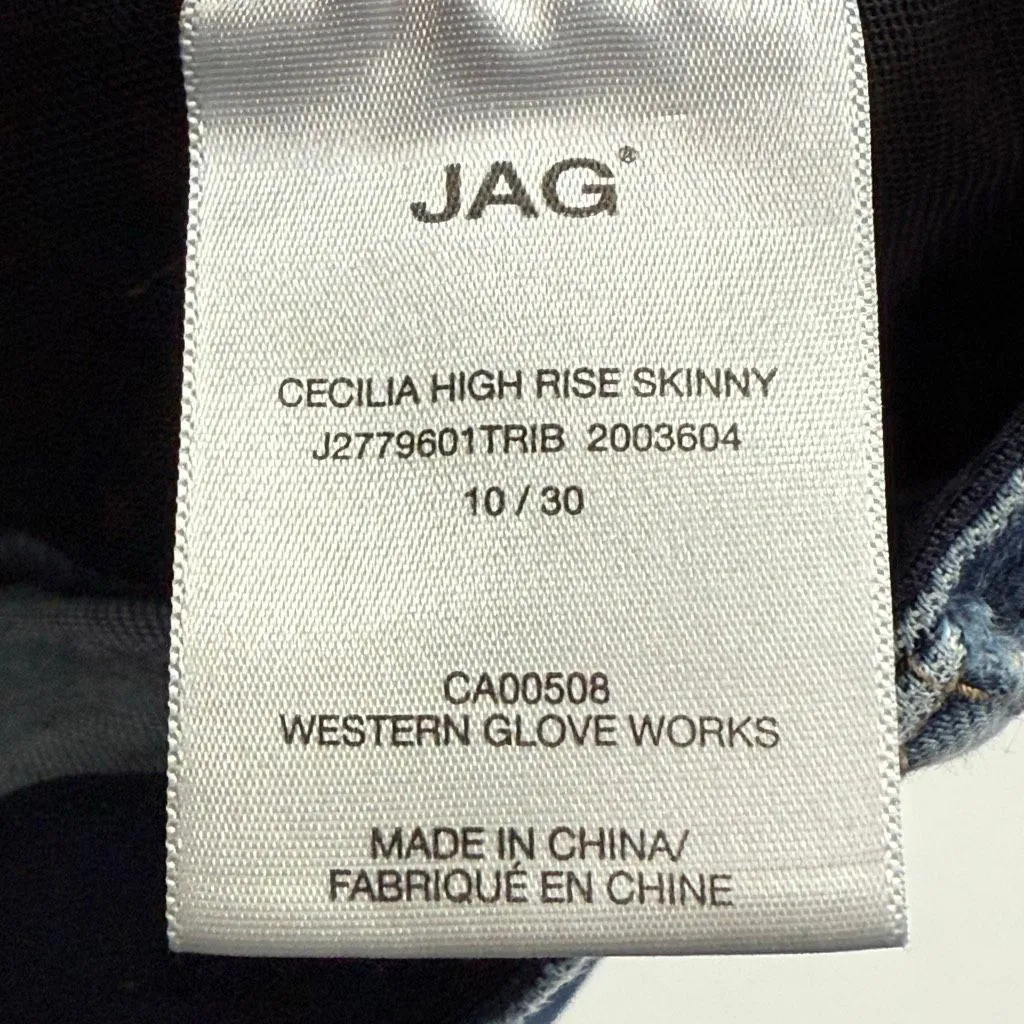 JAG®
CECILIA HIGH RISE SKINNY
J2779601TRIB 2003604
10 / 30
CA00508
WESTERN GLOVE WORKS
MADE IN CHINA/
FABRIQUÉ EN CHINE